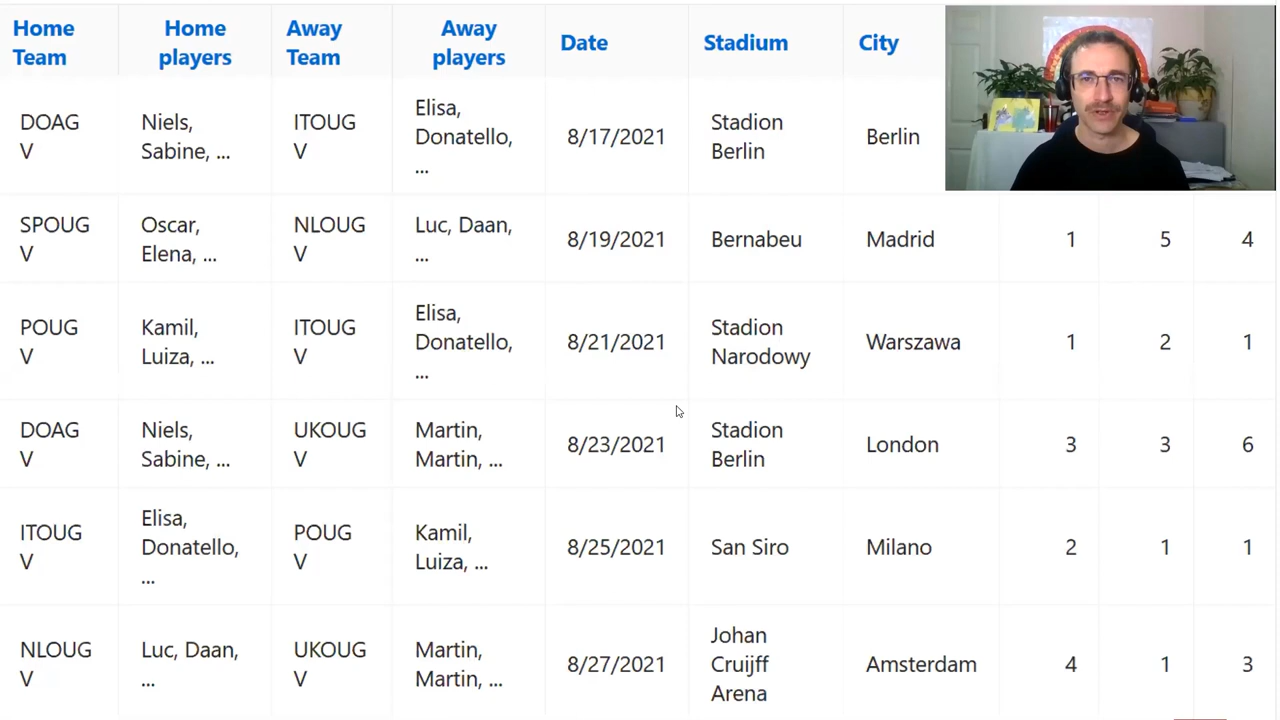 Home Team
Home players
Away Team
Away players
Date
Stadium
City
DOAG V
Niels, Sabine, ...
ITOUG V
Elisa, Donatello, ...
8/17/2021
Stadion Berlin
Berlin
SPOUG V
Oscar, Elena, ...
NLOUG V
Luc, Daan, ...
8/19/2021
Bernabeu
Madrid
1
5
4
POUG V
Kamil, Luiza, ...
ITOUG V
Elisa, Donatello, ...
8/21/2021
Stadion Narodowy
Warszawa
1
2
1
DOAG V
Niels, Sabine, ...
UKOUG V
Martin, Martin, ...
8/23/2021
Stadion Berlin
London
3
3
6
ITOUG V
Elisa, Donatello, ...
POUG V
Kamil, Luiza, ...
8/25/2021
San Siro
Milano
2
1
1
NLOUG V
Luc, Daan, ...
UKOUG V
Martin, Martin, ...
8/27/2021
Johan Cruijff Arena
Amsterdam
4
1
3